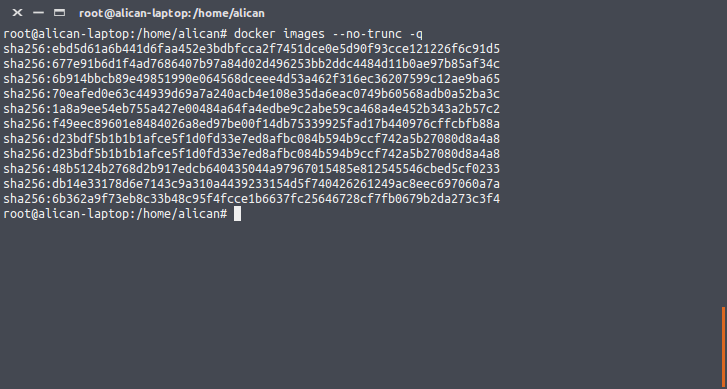 root@alican-laptop: /home/alican
root@alican-laptop:/home/alican# docker images --no-trunc -q
sha256:ebd5d61a6b441d6faa452e3bdbfcca2f7451dce0e5d90f93cce121226f6c91d5
sha256:677e91b6d1f4ad7686407b97a84d02d496253bb2ddc4484d11b0ae97b85af34c
sha256:6b914bbcb89e49851990e064568dceee4d53a462f316ec36207599c12ae9ba65
sha256:70eafed0e63c44939d69a7a240acb4e108e35da6eac0749b60568adb0a52ba3c
sha256:1a8a9ee54eb755a427e00484a64fa4edbe9c2abe59ca468a4e452b343a2b57c2
sha256:f49eec89601e8484026a8ed97be00f14db75339925fad17b440976cffcbfb88a
sha256:d23bdf5b1b1b1afce5f1d0fd33e7ed8afbc084b594b9ccf742a5b27080d8a4a8
sha256:d23bdf5b1b1b1afce5f1d0fd33e7ed8afbc084b594b9ccf742a5b27080d8a4a8
sha256:48b5124b2768d2b917edcb640435044a97967015485e812545546cbed5cf0233
sha256:db14e33178d6e7143c9a310a4439233154d5f740426261249ac8eec697060a7a
sha256:6b362a9f73eb8c33b48c95f4fcce1b6637fc25646728cf7fb0679b2da273c3f4
root@alican-laptop:/home/alican#